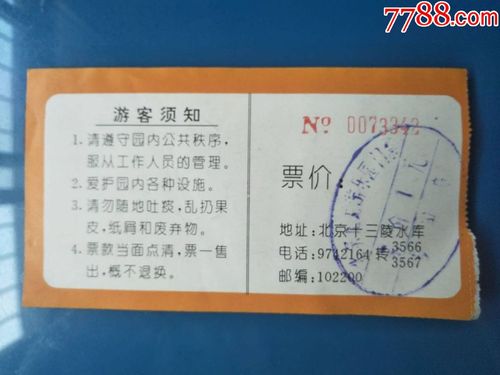 7788.com
游客须知
1. 请遵守园内公共秩序，
服从工作人员的管理。
2. 爱护园内各种设施。
3. 请勿随地吐痰，乱扔果
皮，纸屑和废弃物。
4. 票款当面点清，票一售
出，概不退换。
Nº 0073342
票价：
地址：北京十三陵水库
电话：9742164 转 3566
3567
邮编：102200